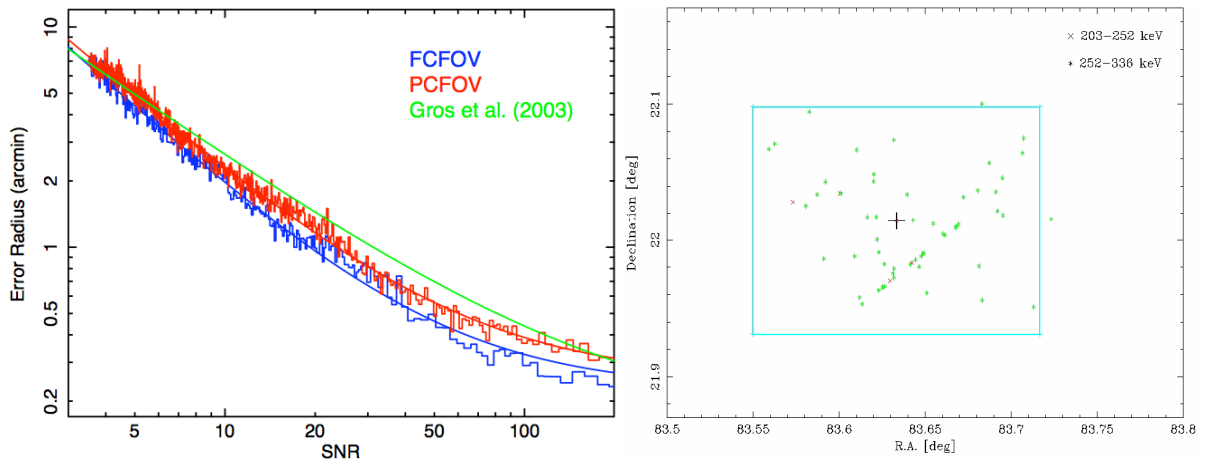 10
5
2
1
0.5
0.2
Error Radius (arcmin)
FCFOV
PCFOV
Gros et al. (2003)
5 10 20 50 100
SNR
22.1
22
21.9
Declination [deg]
× 203-252 keV
* 252-336 keV
83.5 83.55 83.6 83.65 83.7 83.75 83.8
R.A. [deg]